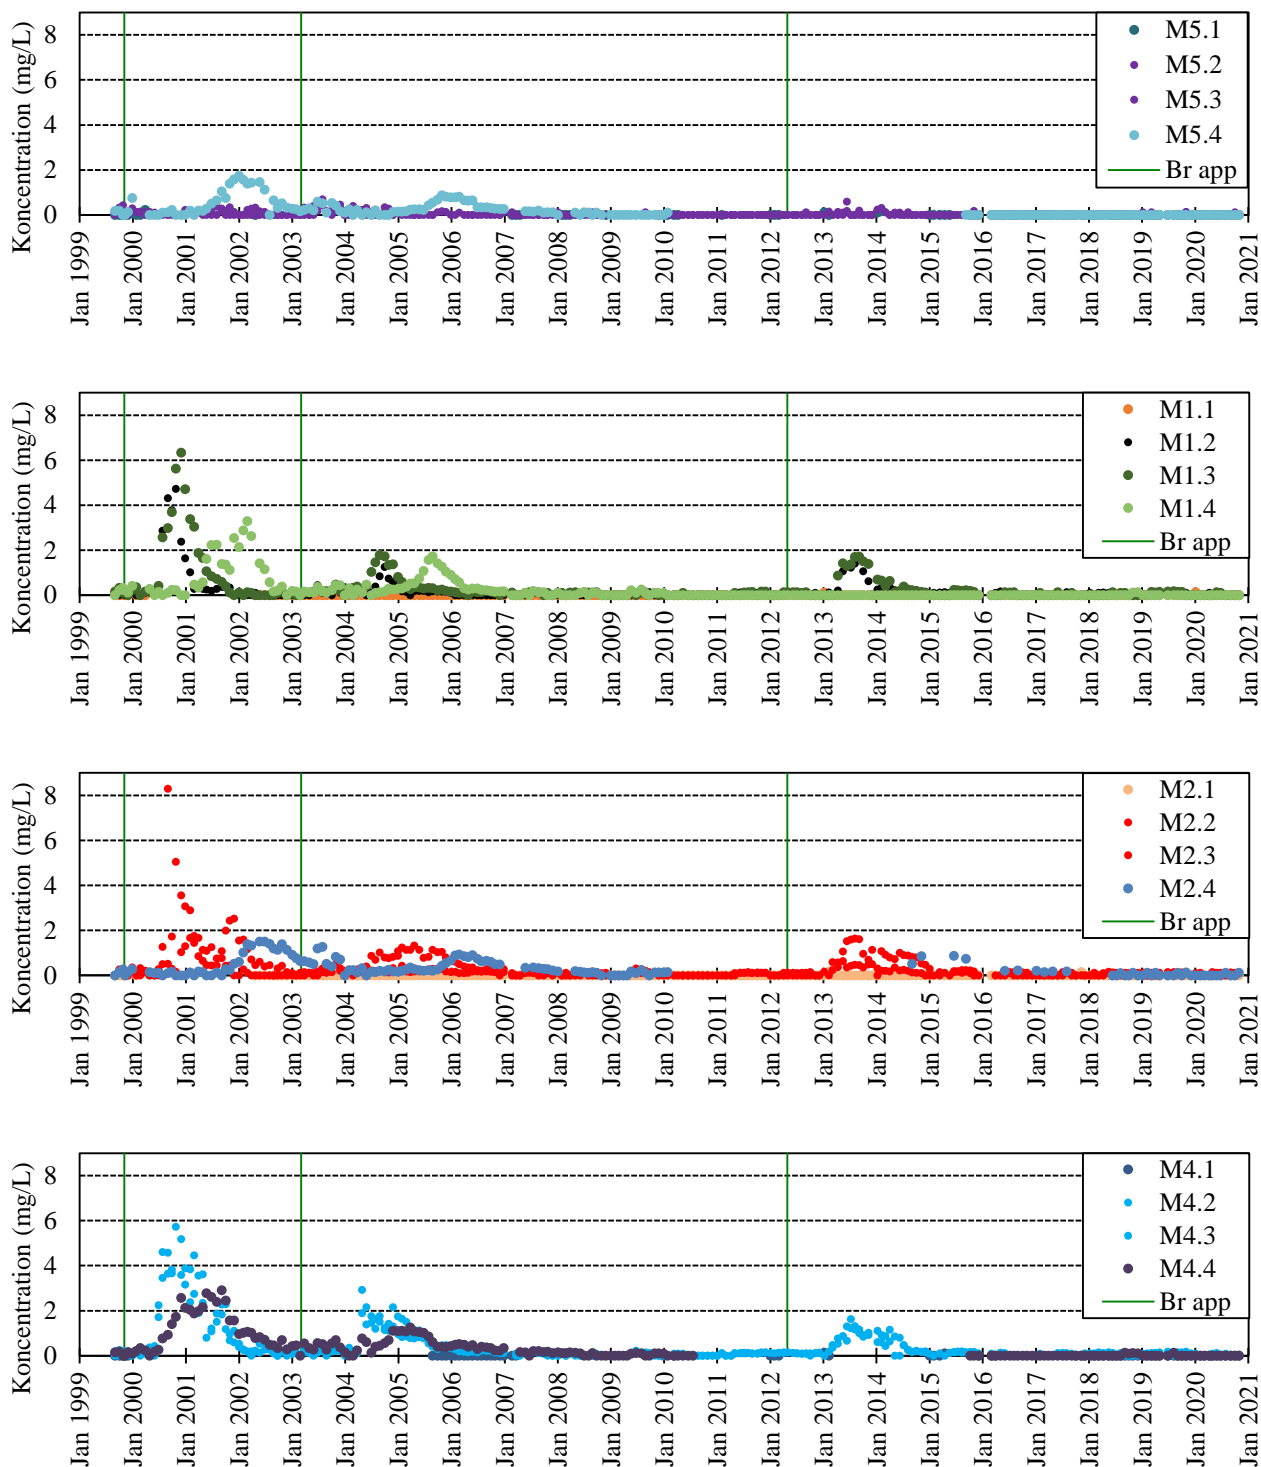 Koncentration (mg/L)
8
6
4
2
0
M5.1
M5.2
M5.3
M5.4
Br app
Jan 1999
Jan 2000
Jan 2001
Jan 2002
Jan 2003
Jan 2004
Jan 2005
Jan 2006
Jan 2007
Jan 2008
Jan 2009
Jan 2010
Jan 2011
Jan 2012
Jan 2013
Jan 2014
Jan 2015
Jan 2016
Jan 2017
Jan 2018
Jan 2019
Jan 2020
Jan 2021
Koncentration (mg/L)
8
6
4
2
0
M1.1
M1.2
M1.3
M1.4
Br app
Jan 1999
Jan 2000
Jan 2001
Jan 2002
Jan 2003
Jan 2004
Jan 2005
Jan 2006
Jan 2007
Jan 2008
Jan 2009
Jan 2010
Jan 2011
Jan 2012
Jan 2013
Jan 2014
Jan 2015
Jan 2016
Jan 2017
Jan 2018
Jan 2019
Jan 2020
Jan 2021
Koncentration (mg/L)
8
6
4
2
0
M2.1
M2.2
M2.3
M2.4
Br app
Jan 1999
Jan 2000
Jan 2001
Jan 2002
Jan 2003
Jan 2004
Jan 2005
Jan 2006
Jan 2007
Jan 2008
Jan 2009
Jan 2010
Jan 2011
Jan 2012
Jan 2013
Jan 2014
Jan 2015
Jan 2016
Jan 2017
Jan 2018
Jan 2019
Jan 2020
Jan 2021
Koncentration (mg/L)
8
6
4
2
0
M4.1
M4.2
M4.3
M4.4
Br app
Jan 1999
Jan 2000
Jan 2001
Jan 2002
Jan 2003
Jan 2004
Jan 2005
Jan 2006
Jan 2007
Jan 2008
Jan 2009
Jan 2010
Jan 2011
Jan 2012
Jan 2013
Jan 2014
Jan 2015
Jan 2016
Jan 2017
Jan 2018
Jan 2019
Jan 2020
Jan 2021